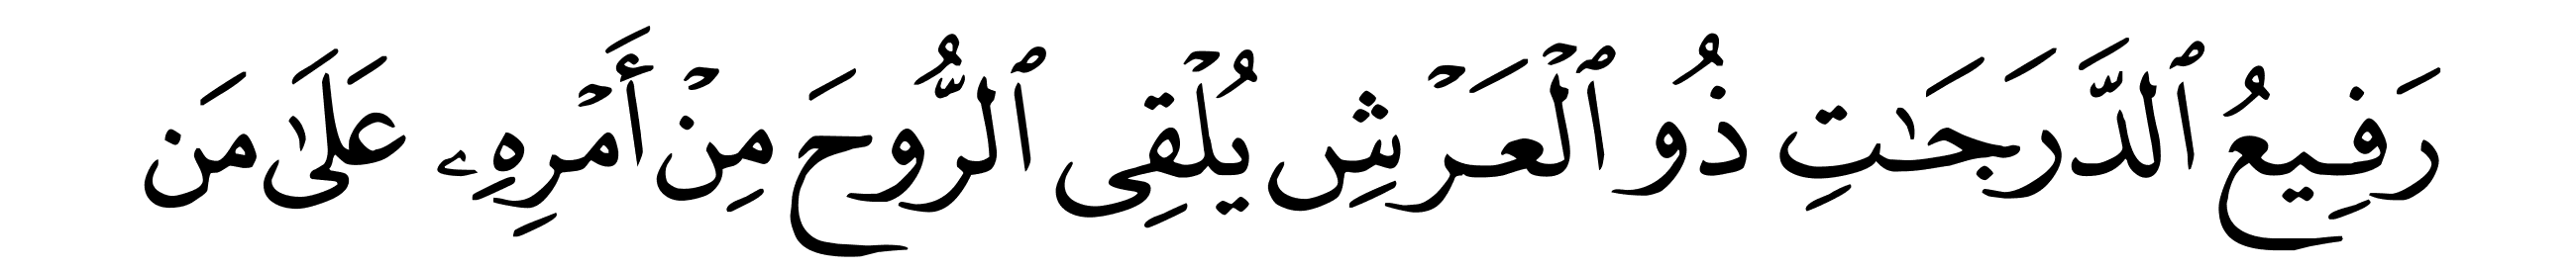 رَفِيعُ ٱلدَّرَجَـٰتِ ذُو ٱلْعَرْشِ يُلْقِى ٱلرُّوحَ مِنْ أَمْرِهِۦ عَلَىٰ مَن